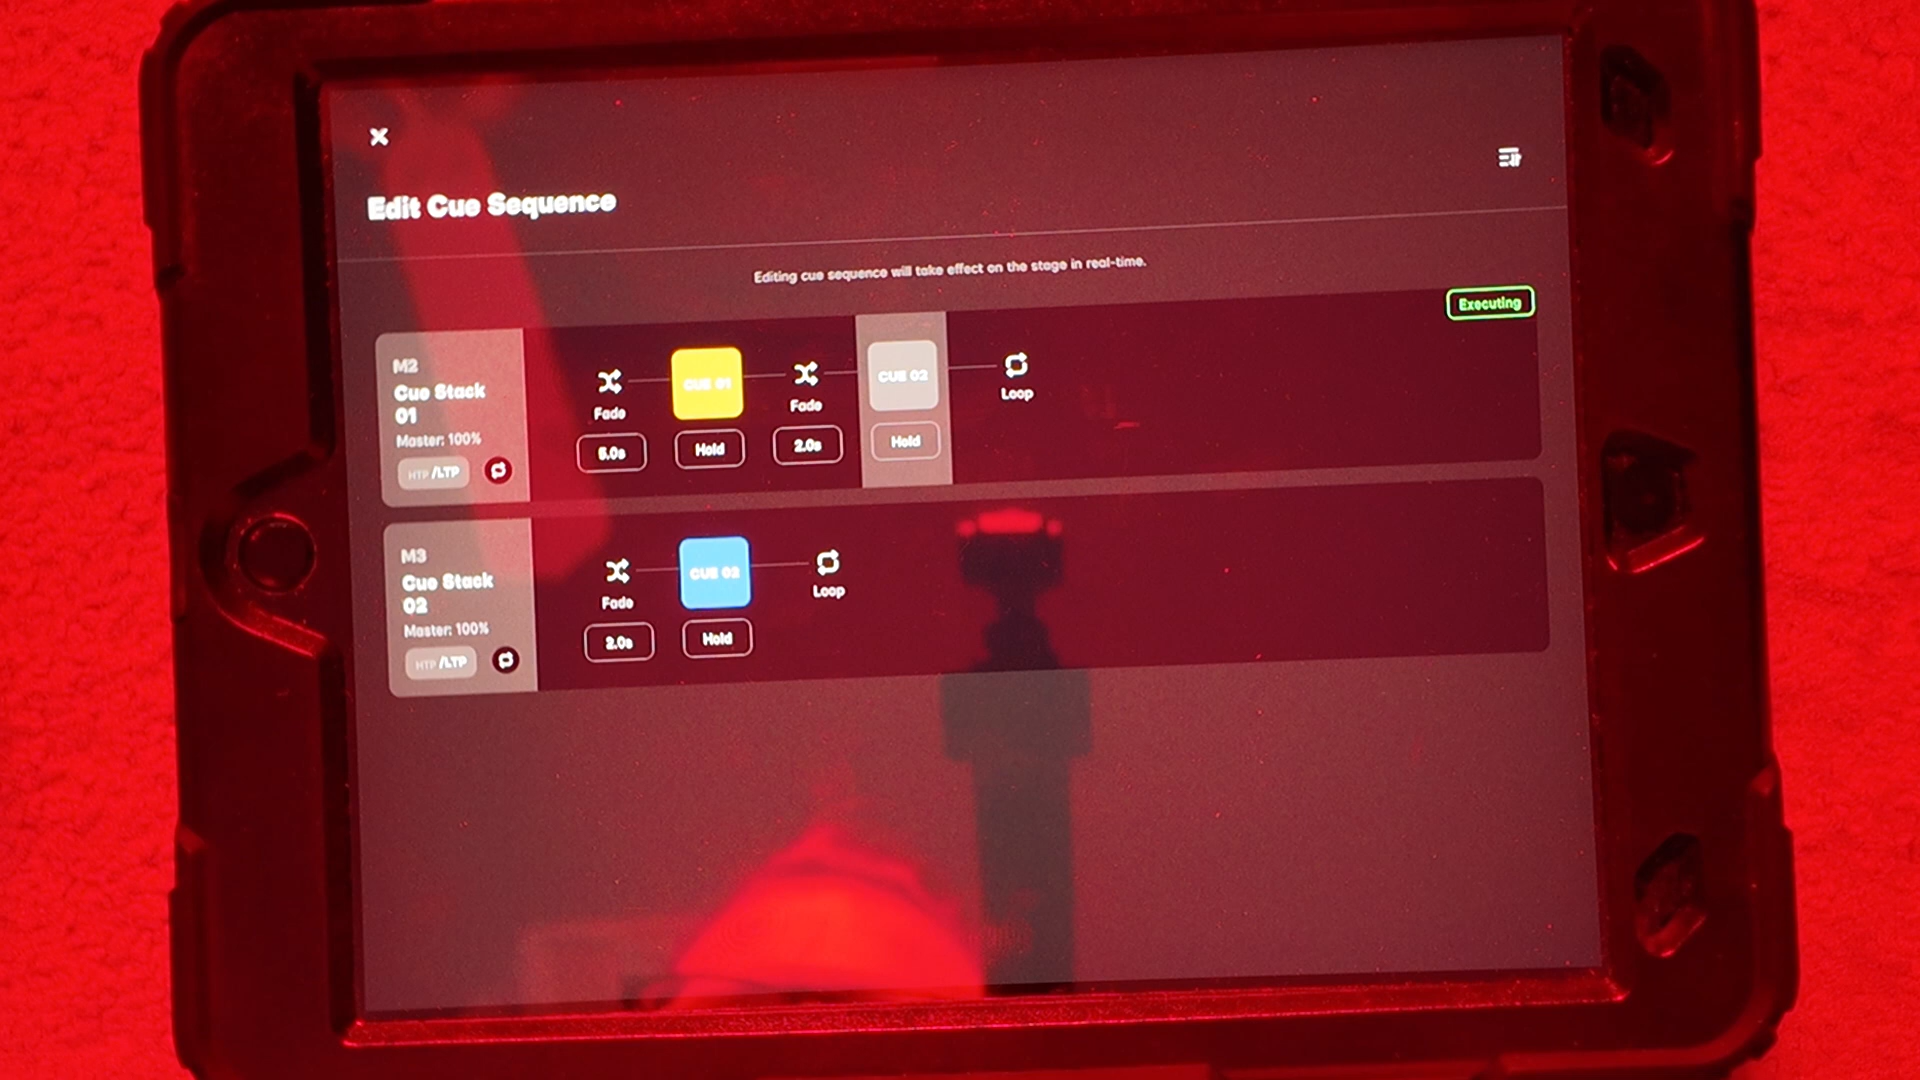 Edit Cue Sequence
Editing cue sequence will take effect on the stage in real-time.
Executing
M2
Cue Stack
01
Master: 100%
HTP /LTP
Fade
5.0s
CUE 01
Hold
Fade
2.0s
CUE 02
Hold
Loop
M3
Cue Stack
02
Master: 100%
HTP /LTP
Fade
2.0s
Hold
Loop